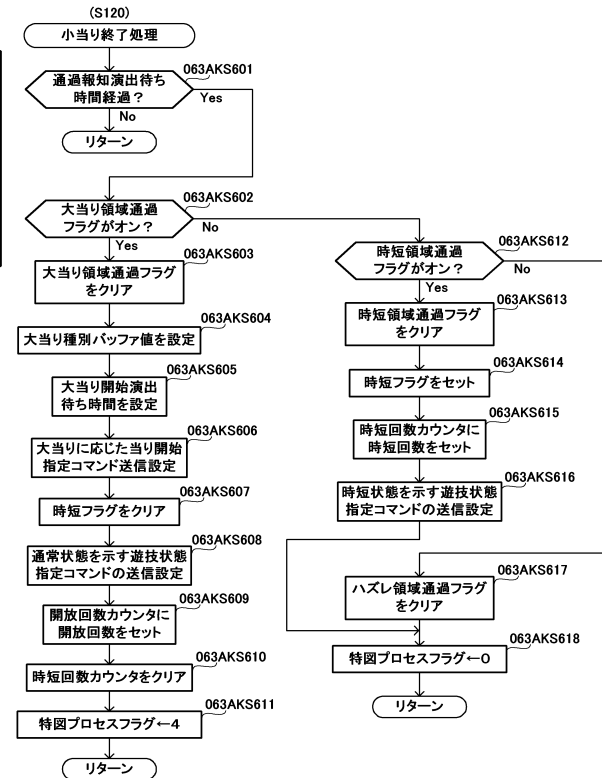 (S120)
小当り終了処理
063AKS601
通過報知演出待ち
時間経過？
Yes
No
リターン
063AKS602
大当り領域通過
フラグがオン？
No
Yes
063AKS603
大当り領域通過フラグ
をクリア
063AKS604
大当り種別バッファ値を設定
063AKS605
大当り開始演出
待ち時間を設定
063AKS606
大当りに応じた当り開始
指定コマンド送信設定
063AKS607
時短フラグをクリア
063AKS608
通常状態を示す遊技状態
指定コマンドの送信設定
063AKS609
開放回数カウンタに
開放回数をセット
063AKS610
時短回数カウンタをクリア
063AKS611
特図プロセスフラグ←4
リターン
063AKS612
時短領域通過
フラグがオン？
No
Yes
063AKS613
時短領域通過フラグ
をクリア
063AKS614
時短フラグをセット
063AKS615
時短回数カウンタに
時短回数をセット
063AKS616
時短状態を示す遊技状態
指定コマンドの送信設定
063AKS617
ハズレ領域通過フラグ
をクリア
063AKS618
特図プロセスフラグ←0
リターン